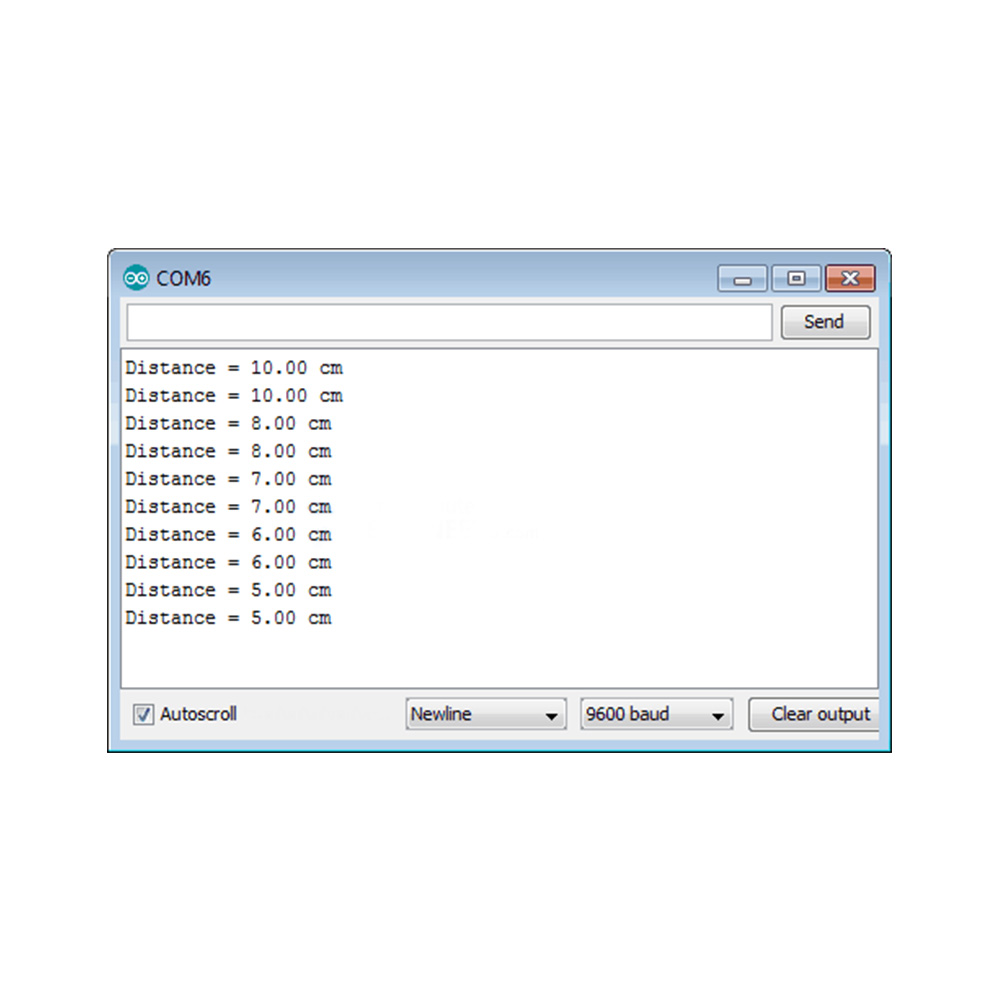 COM6
Send
Distance = 10.00 cm
Distance = 10.00 cm
Distance = 8.00 cm
Distance = 8.00 cm
Distance = 7.00 cm
Distance = 7.00 cm
Distance = 6.00 cm
Distance = 6.00 cm
Distance = 5.00 cm
Distance = 5.00 cm
Autoscroll Newline 9600 baud Clear output